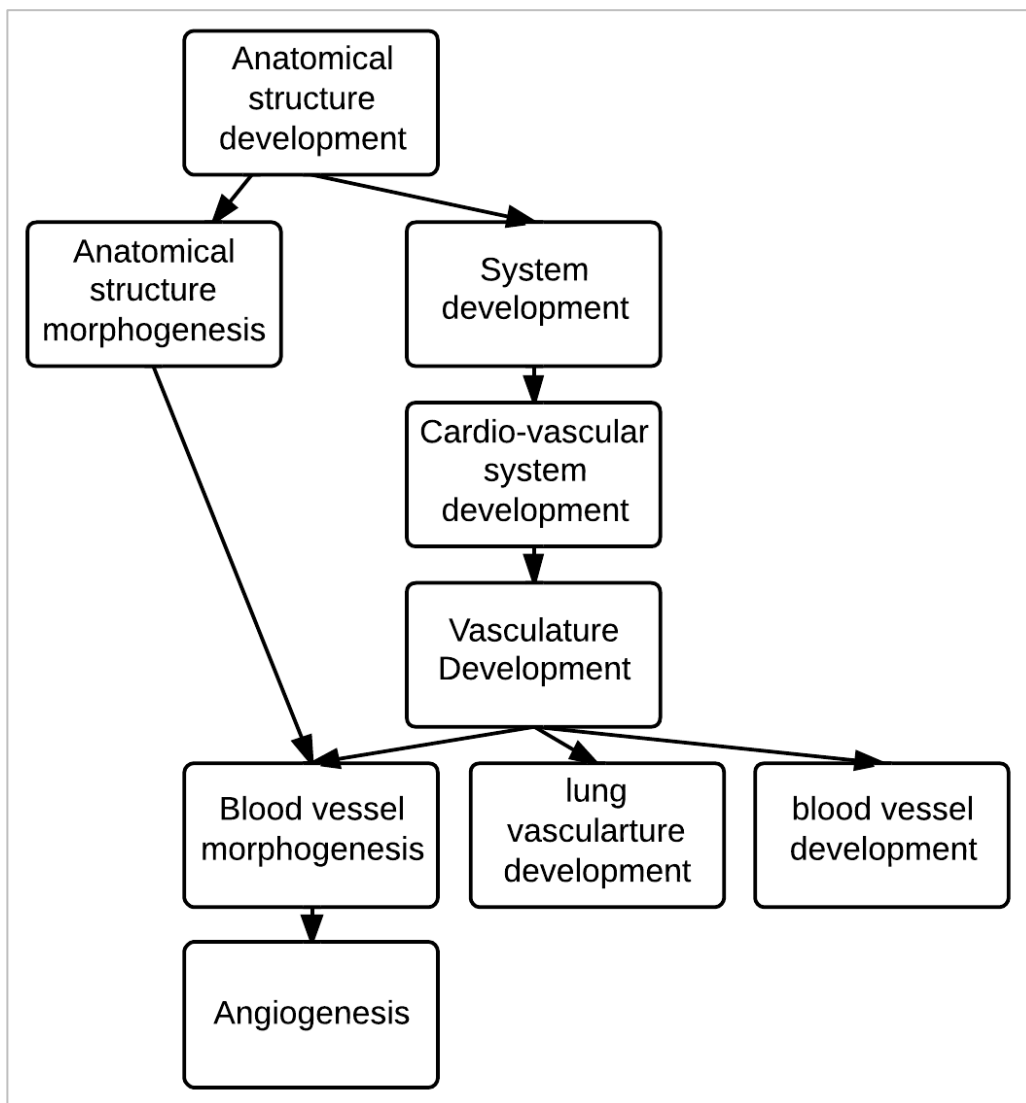 Anatomical
structure
development
Anatomical
structure
morphogenesis
System
development
Cardio-vascular
system
development
Vasculature
Development
Blood vessel
morphogenesis
lung
vascularture
development
blood vessel
development
Angiogenesis